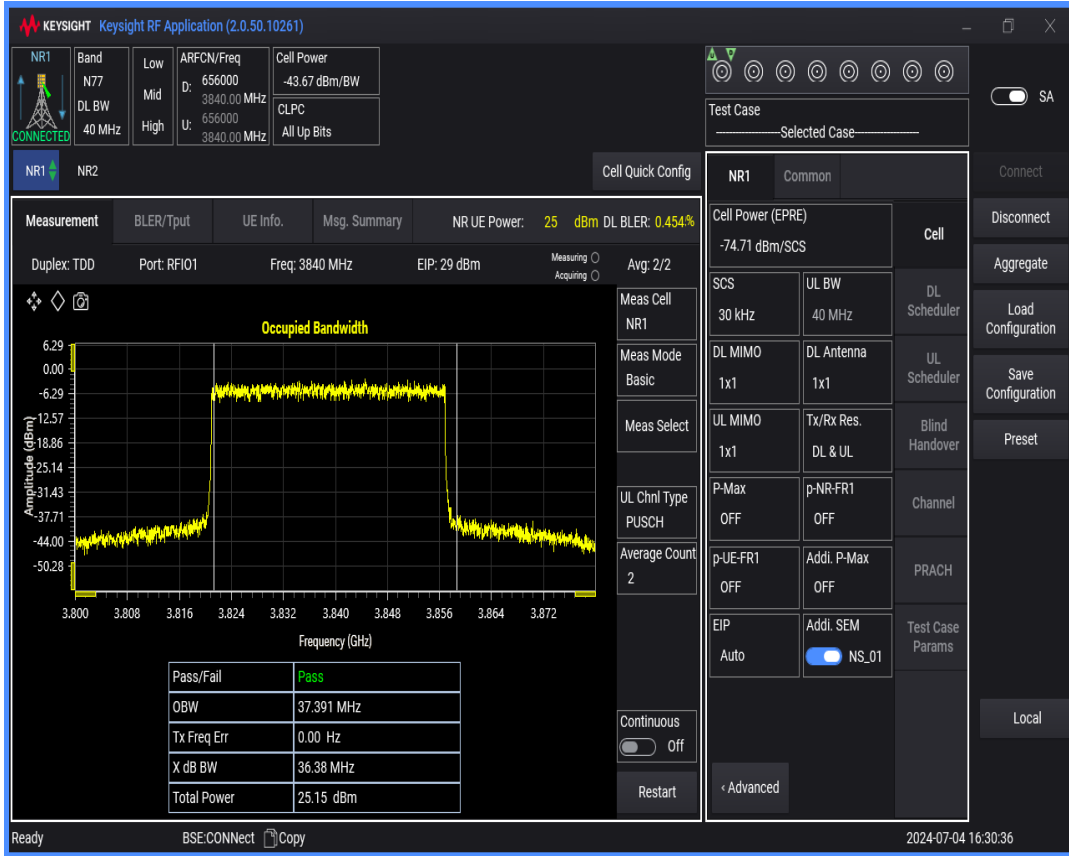 KEYSIGHT Keysight RF Application (2.0.50.10261)
NR1
CONNECTED
Band
N77
DL BW
40 MHz
Low
Mid
High
ARFCN/Freq
D: 656000
3840.00 MHz
U: 656000
3840.00 MHz
Cell Power
-43.67 dBm/BW
CLPC
All Up Bits
Test Case
--------------------Selected Case-----------------
SA
NR1 NR2
Cell Quick Config
Measurement BLER/Tput UE Info. Msg. Summary NR UE Power: 25 dBm DL BLER: 0.454%
Duplex: TDD Port: RFIO1 Freq: 3840 MHz EIP: 29 dBm Measuring Avg: 2/2
Acquiring
Occupied Bandwidth
Amplitude (dBm)
6.29
0.00
-6.29
-12.57
-18.86
-25.14
-31.43
-37.71
-44.00
-50.28
3.800 3.808 3.816 3.824 3.832 3.840 3.848 3.856 3.864 3.872
Frequency (GHz)
Pass/Fail Pass
OBW 37.391 MHz
Tx Freq Err 0.00 Hz
X dB BW 36.38 MHz
Total Power 25.15 dBm
Meas Cell
NR1
Meas Mode
Basic
Meas Select
UL Chnl Type
PUSCH
Average Count
2
Continuous
Off
Restart
NR1 Common
Cell Power (EPRE)
-74.71 dBm/SCS
SCS
30 kHz
UL BW
40 MHz
DL MIMO
1x1
DL Antenna
1x1
UL MIMO
1x1
Tx/Rx Res.
DL & UL
P-Max
OFF
p-NR-FR1
OFF
p-UE-FR1
OFF
Addi. P-Max
OFF
EIP
Auto
Addi. SEM
NS_01
‹ Advanced
Cell
DL
Scheduler
UL
Scheduler
Blind
Handover
Channel
PRACH
Test Case
Params
Connect
Disconnect
Aggregate
Load
Configuration
Save
Configuration
Preset
Local
Ready BSE:CONNect Copy 2024-07-04 16:30:36